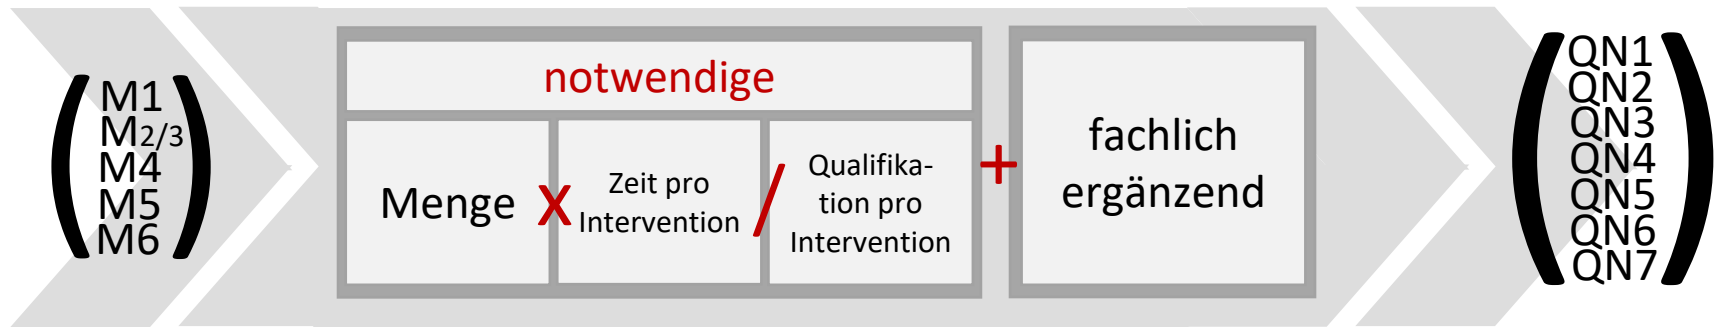 M1
M2/3
M4
M5
M6
notwendige
Menge
x
Zeit pro
Intervention
/
Qualifika-
tion pro
Intervention
+
fachlich
ergänzend
QN1
QN2
QN3
QN4
QN5
QN6
QN7